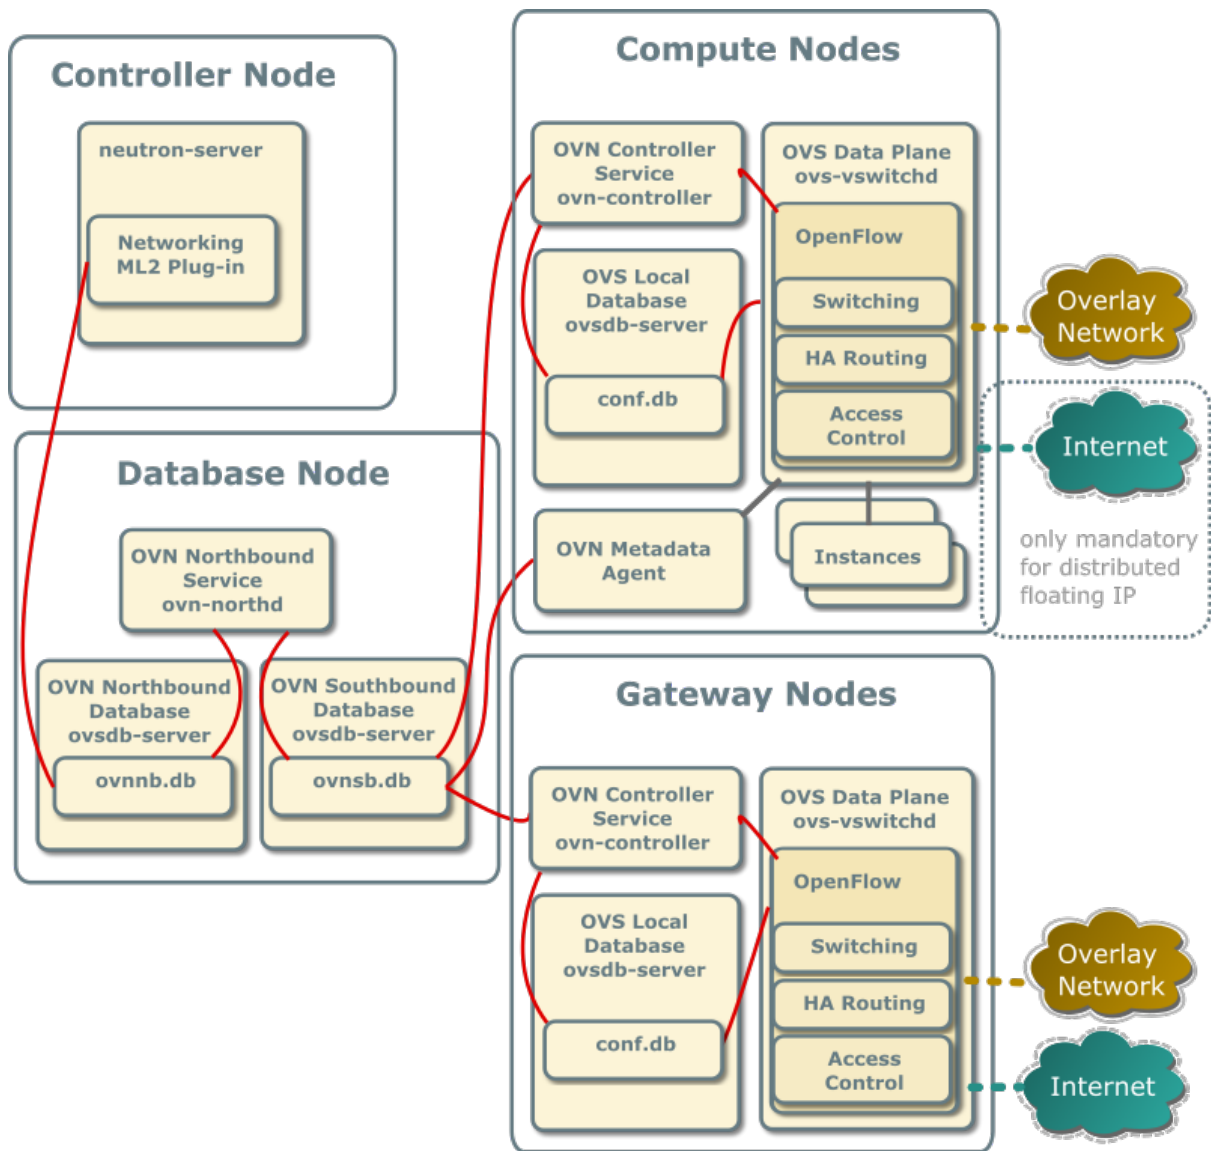 Controller Node
neutron-server
Networking
ML2 Plug-in
Database Node
OVN Northbound
Service
ovn-northd
OVN Northbound
Database
ovsdb-server
ovnnb.db
OVN Southbound
Database
ovsdb-server
ovnsb.db
Compute Nodes
OVN Controller
Service
ovn-controller
OVS Local
Database
ovsdb-server
conf.db
OVN Metadata
Agent
OVS Data Plane
ovs-vswitchd
OpenFlow
Switching
HA Routing
Access
Control
Instances
Overlay
Network
Internet
only mandatory
for distributed
floating IP
Gateway Nodes
OVN Controller
Service
ovn-controller
OVS Local
Database
ovsdb-server
conf.db
OVS Data Plane
ovs-vswitchd
OpenFlow
Switching
HA Routing
Access
Control
Overlay
Network
Internet